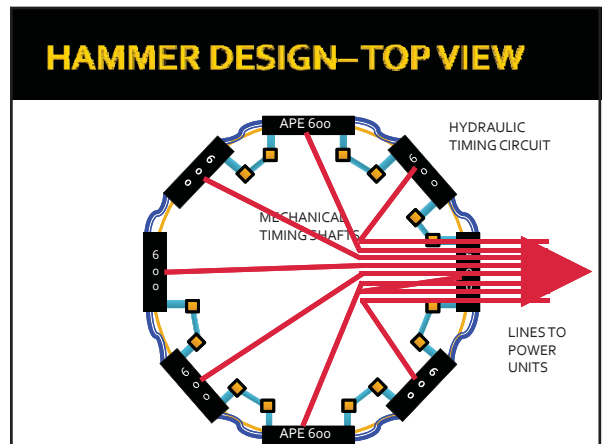 HAMMER DESIGN—TOP VIEW
APE 600
HYDRAULIC
TIMING CIRCUIT
600
600
MECHANICAL
TIMING SHAFTS
600
LINES TO
POWER
UNITS
600
600
APE 600